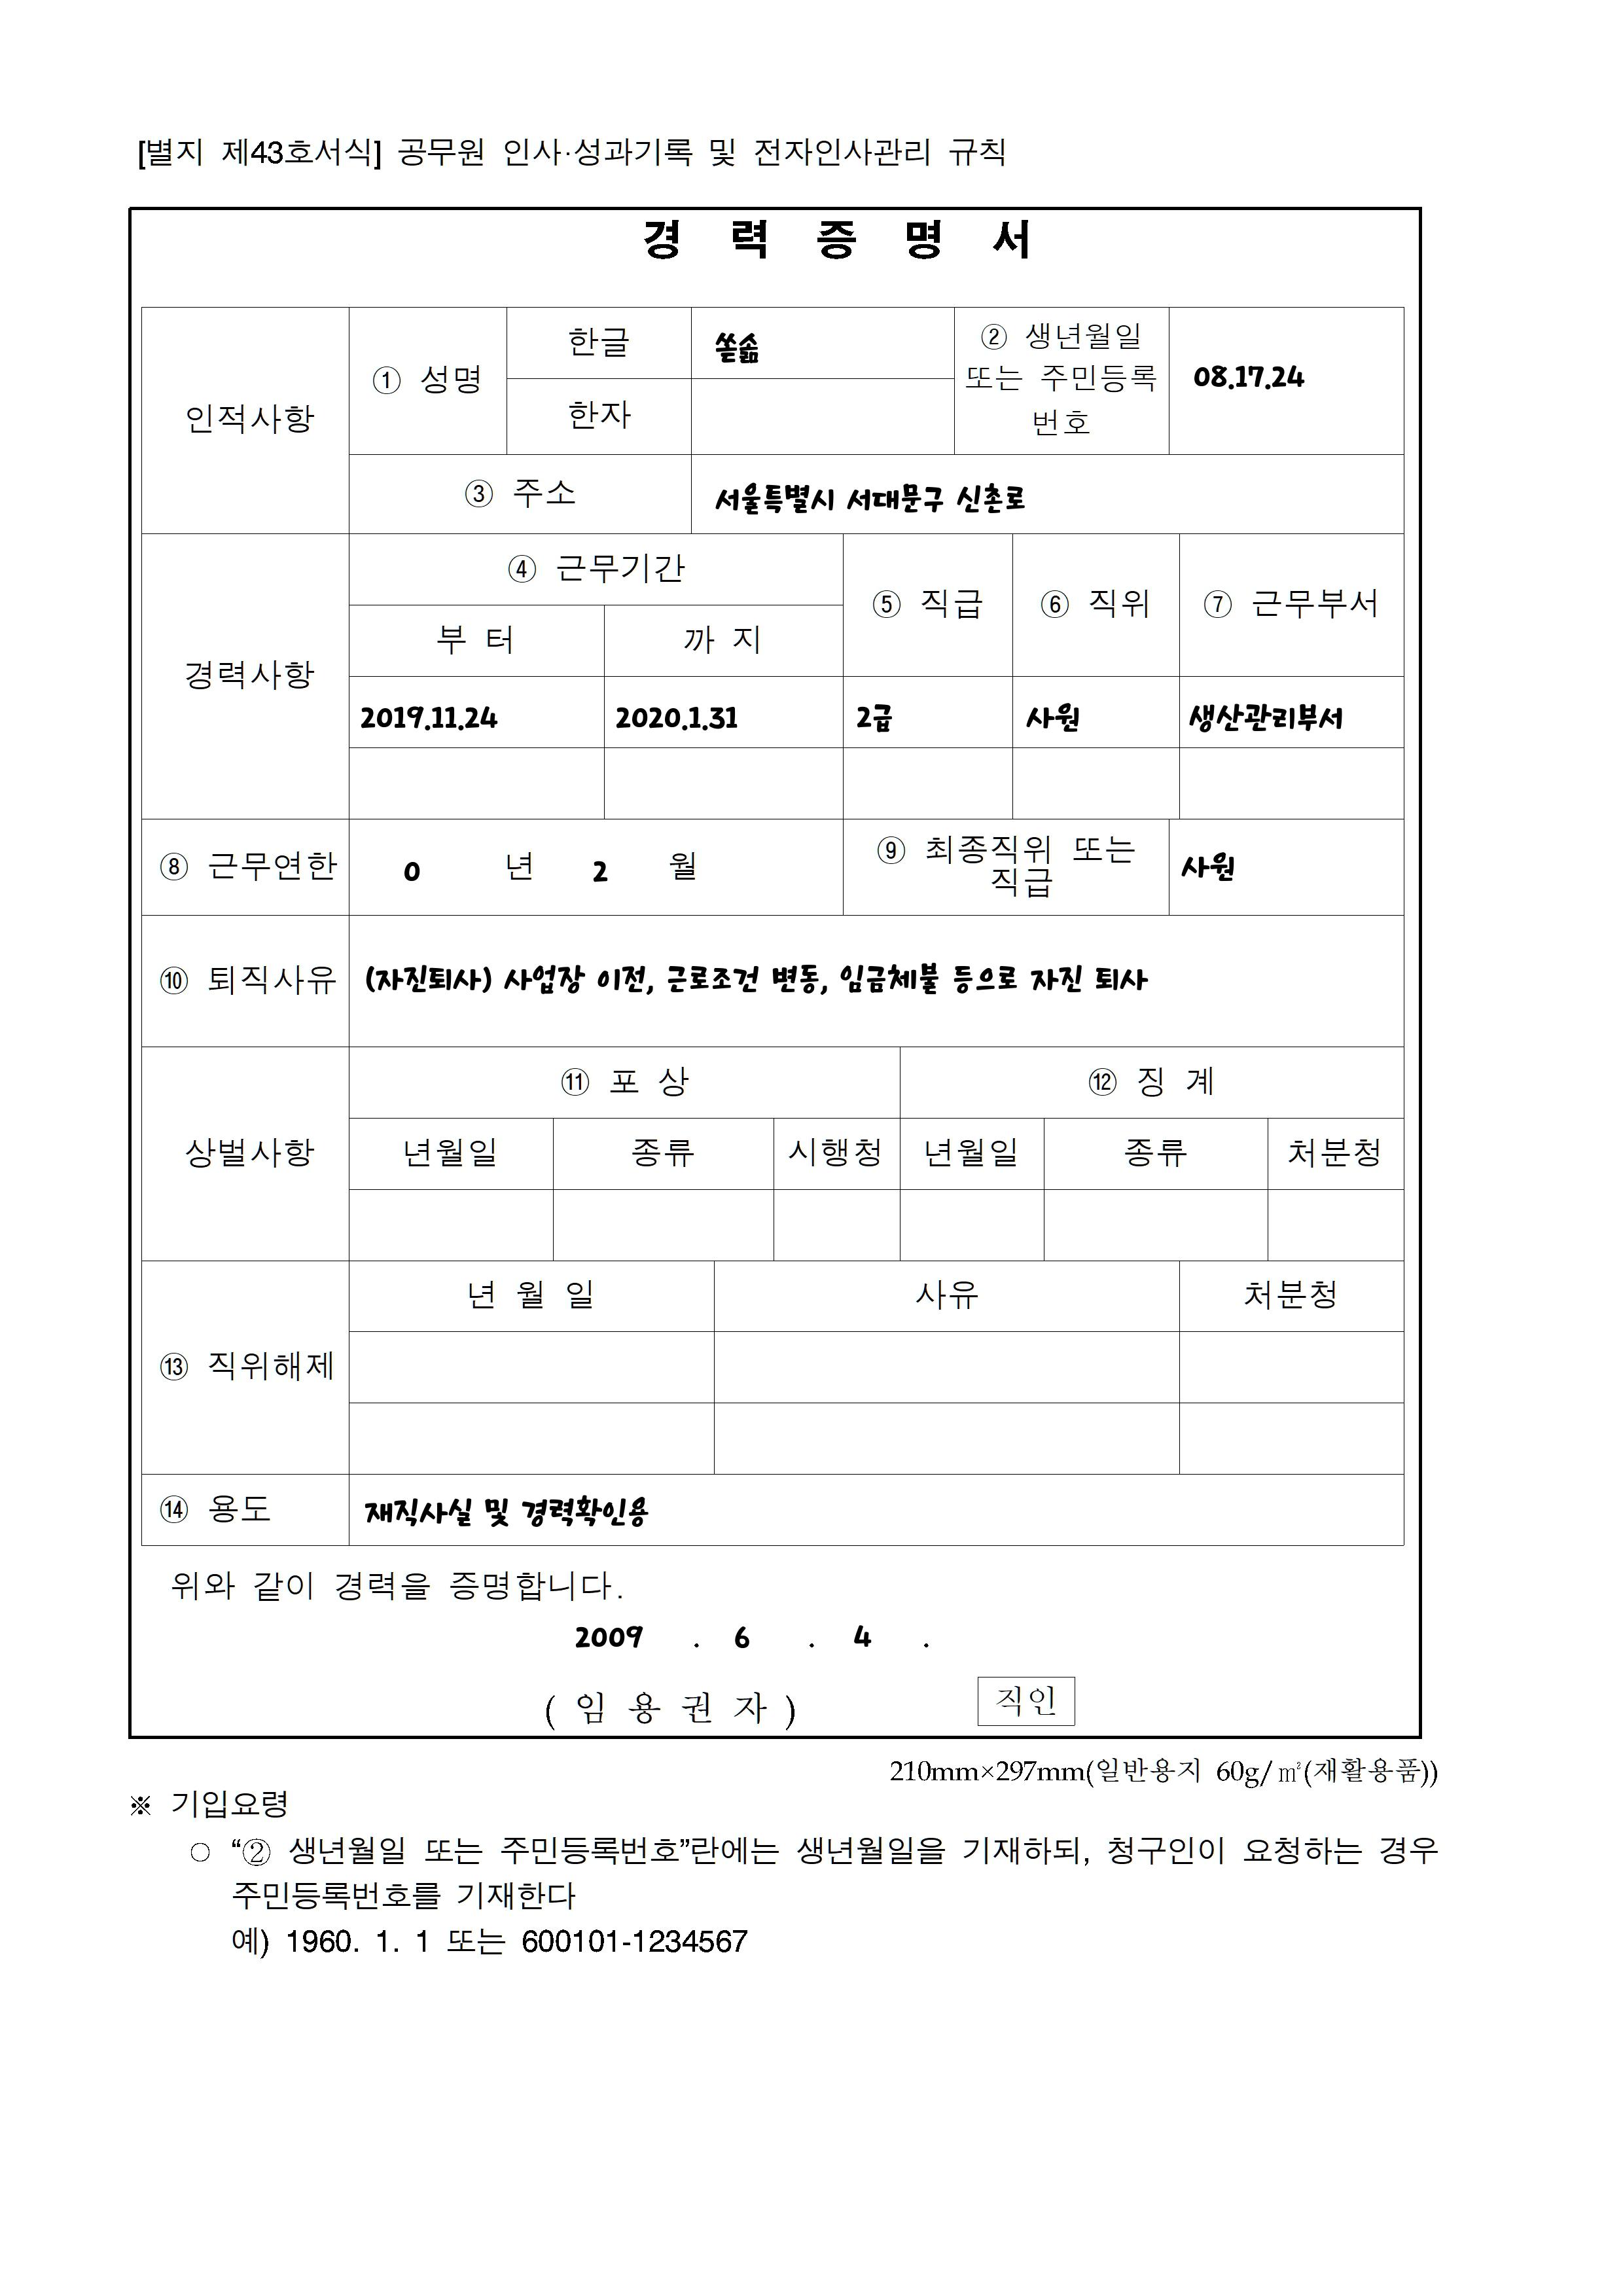 [별지 제43호서식] 공무원 인사·성과기록 및 전자인사관리 규칙
경 력 증 명 서
인적사항
① 성명
한글
쏟숆
② 생년월일
또는 주민등록
번호
08.17.24
한자
③ 주소
서울특별시 서대문구 신촌로
경력사항
④ 근무기간
⑤ 직급
⑥ 직위
⑦ 근무부서
부 터
까 지
2019.11.24
2020.1.31
2급
사원
생산관리부서
⑧ 근무연한
0 년 2 월
⑨ 최종직위 또는
직급
사원
⑩ 퇴직사유
(자진퇴사) 사업장 이전, 근로조건 변동, 임금체불 등으로 자진 퇴사
상벌사항
⑪ 포 상
⑫ 징 계
년월일
종류
시행청
년월일
종류
처분청
⑬ 직위해제
년 월 일
사유
처분청
⑭ 용도
재직사실 및 경력확인용
위와 같이 경력을 증명합니다.
2009 . 6 . 4 .
( 임 용 권 자 )
직인
210mm×297mm(일반용지 60g/㎡(재활용품))
※ 기입요령
○ “② 생년월일 또는 주민등록번호”란에는 생년월일을 기재하되, 청구인이 요청하는 경우
주민등록번호를 기재한다
예) 1960. 1. 1 또는 600101-1234567